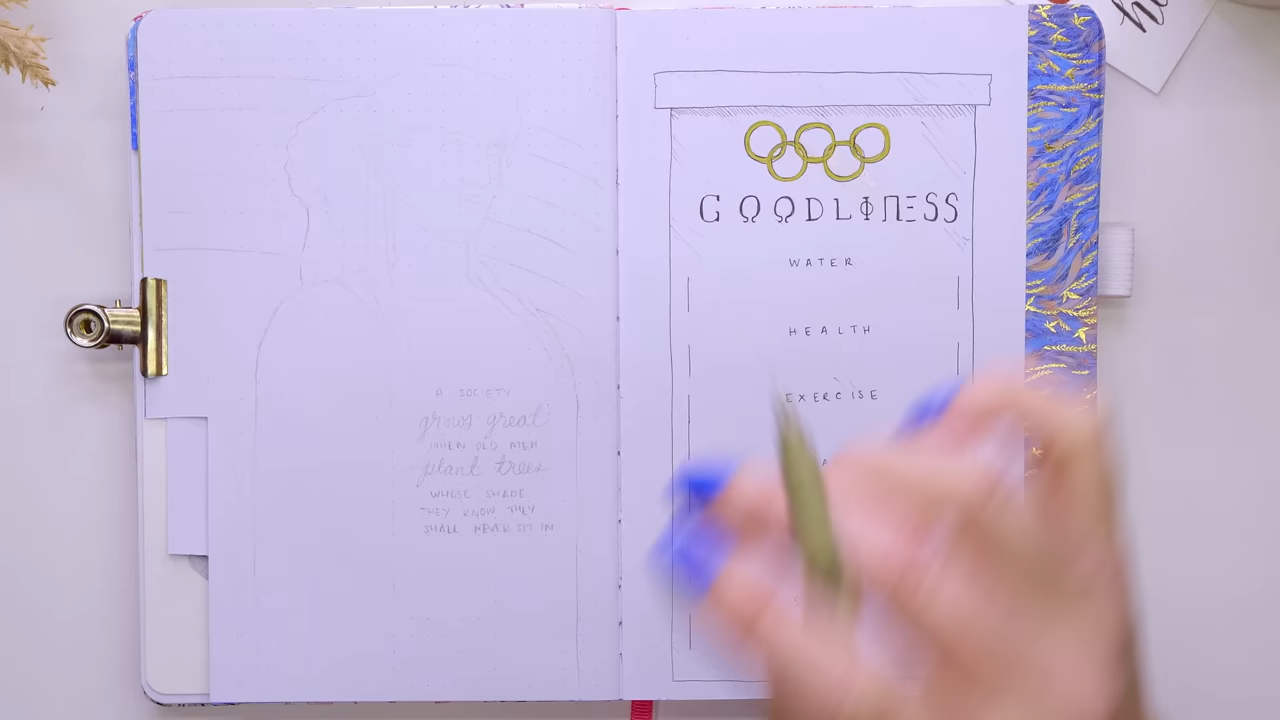 A SOCIETY
grows great
WHEN OLD MEN
plant trees
WHOSE SHADE
THEY KNOW THEY
SHALL NEVER SIT IN
GOODLINESS
WATER
HEALTH
EXERCISE